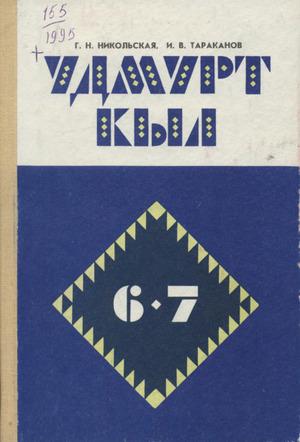 155
1995
+
Г. Н. НИКОЛЬСКАЯ, И. В. ТАРАКАНОВ
УДМУРТ
КЫЛ
6·7